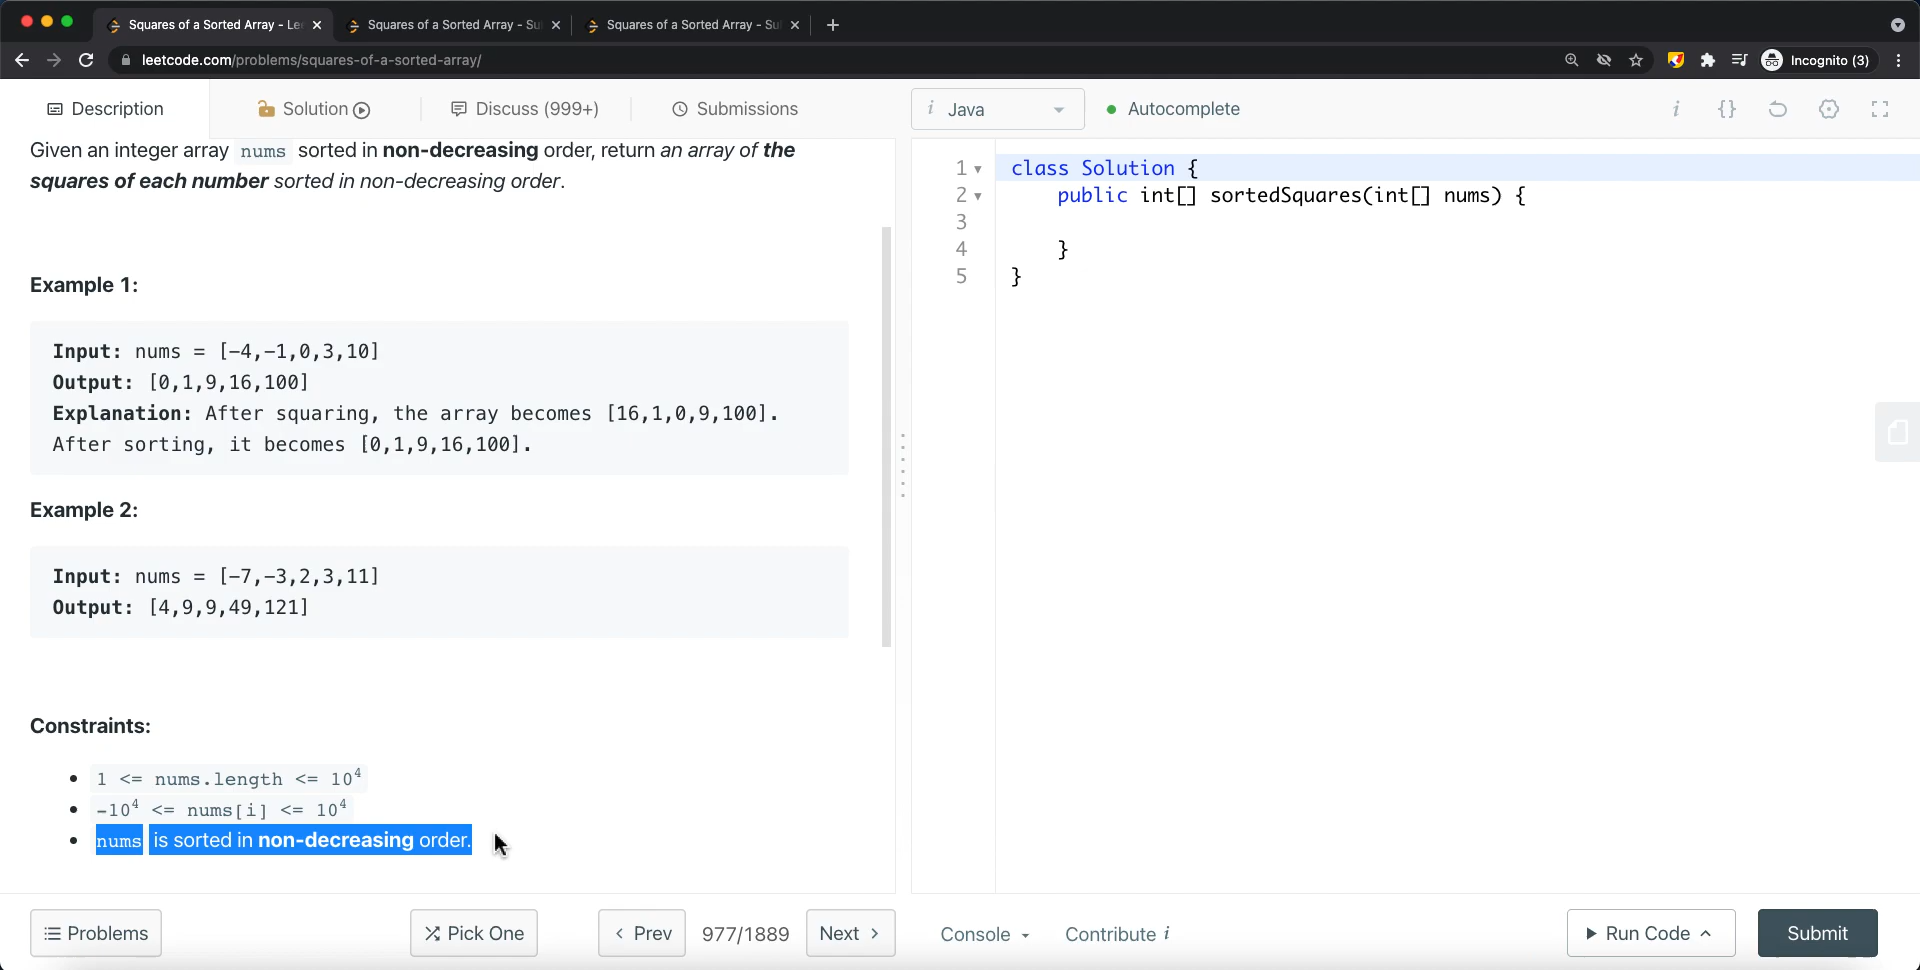 Squares of a Sorted Array - Lee
Squares of a Sorted Array - Su
Squares of a Sorted Array - Su
leetcode.com/problems/squares-of-a-sorted-array/
Incognito (3)
Description
Solution
Discuss (999+)
Submissions
i Java
Autocomplete
i {}
Given an integer array nums sorted in non-decreasing order, return an array of the
squares of each number sorted in non-decreasing order.
Example 1:
Input: nums = [-4,-1,0,3,10]
Output: [0,1,9,16,100]
Explanation: After squaring, the array becomes [16,1,0,9,100].
After sorting, it becomes [0,1,9,16,100].
Example 2:
Input: nums = [-7,-3,2,3,11]
Output: [4,9,9,49,121]
Constraints:
• 1 <= nums.length <= 10⁴
• -10⁴ <= nums[i] <= 10⁴
• nums is sorted in non-decreasing order.
1 class Solution {
2     public int[] sortedSquares(int[] nums) {
3
4     }
5 }
Problems
Pick One
< Prev
977/1889
Next >
Console
Contribute i
Run Code
Submit